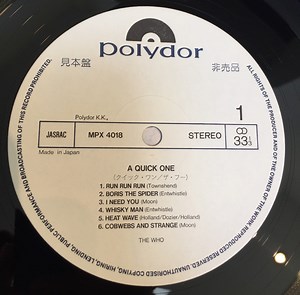 polydor
見本盤
非売品
Polydor K.K.,
1
JASRAC
MPX 4018
STEREO
33⅓
Made in Japan
A QUICK ONE
(クイック・ワン/ザ・フー)
1. RUN RUN RUN (Townshend)
2. BORIS THE SPIDER (Entwhistle)
3. I NEED YOU (Moon)
4. WHISKY MAN (Entwhistle)
5. HEAT WAVE (Holland/Dozier/Holland)
6. COBWEBS AND STRANGE (Moon)
THE WHO
ALL RIGHTS OF THE PRODUCER AND OF THE OWNER OF THE WORK REPRODUCED RESERVED. UNAUTHORISED COPYING, HIRING, LENDING, PUBLIC PERFORMANCE AND BROADCASTING OF THIS RECORD PROHIBITED.